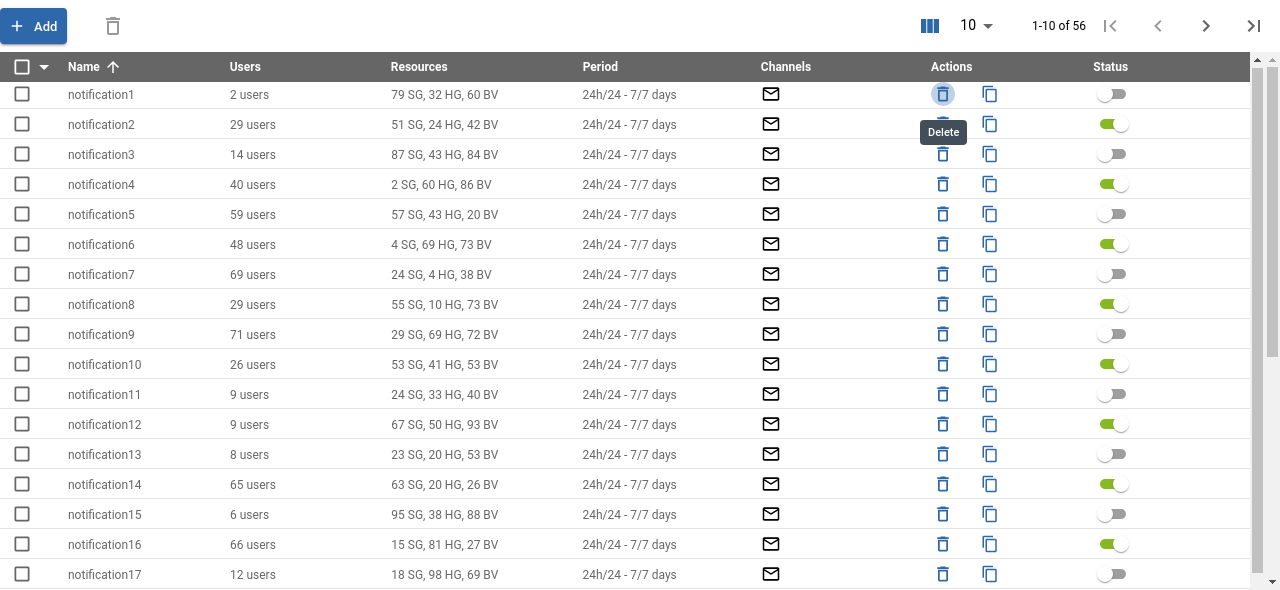 Add 10 1-10 of 56
Name Users Resources Period Channels Actions Status
notification1 2 users 79 SG, 32 HG, 60 BV 24h/24 - 7/7 days
notification2 29 users 51 SG, 24 HG, 42 BV 24h/24 - 7/7 days
Delete
notification3 14 users 87 SG, 43 HG, 84 BV 24h/24 - 7/7 days
notification4 40 users 2 SG, 60 HG, 86 BV 24h/24 - 7/7 days
notification5 59 users 57 SG, 43 HG, 20 BV 24h/24 - 7/7 days
notification6 48 users 4 SG, 69 HG, 73 BV 24h/24 - 7/7 days
notification7 69 users 24 SG, 4 HG, 38 BV 24h/24 - 7/7 days
notification8 29 users 55 SG, 10 HG, 73 BV 24h/24 - 7/7 days
notification9 71 users 29 SG, 69 HG, 72 BV 24h/24 - 7/7 days
notification10 26 users 53 SG, 41 HG, 53 BV 24h/24 - 7/7 days
notification11 9 users 24 SG, 33 HG, 40 BV 24h/24 - 7/7 days
notification12 9 users 67 SG, 50 HG, 93 BV 24h/24 - 7/7 days
notification13 8 users 23 SG, 20 HG, 53 BV 24h/24 - 7/7 days
notification14 65 users 63 SG, 20 HG, 26 BV 24h/24 - 7/7 days
notification15 6 users 95 SG, 38 HG, 88 BV 24h/24 - 7/7 days
notification16 66 users 15 SG, 81 HG, 27 BV 24h/24 - 7/7 days
notification17 12 users 18 SG, 98 HG, 69 BV 24h/24 - 7/7 days